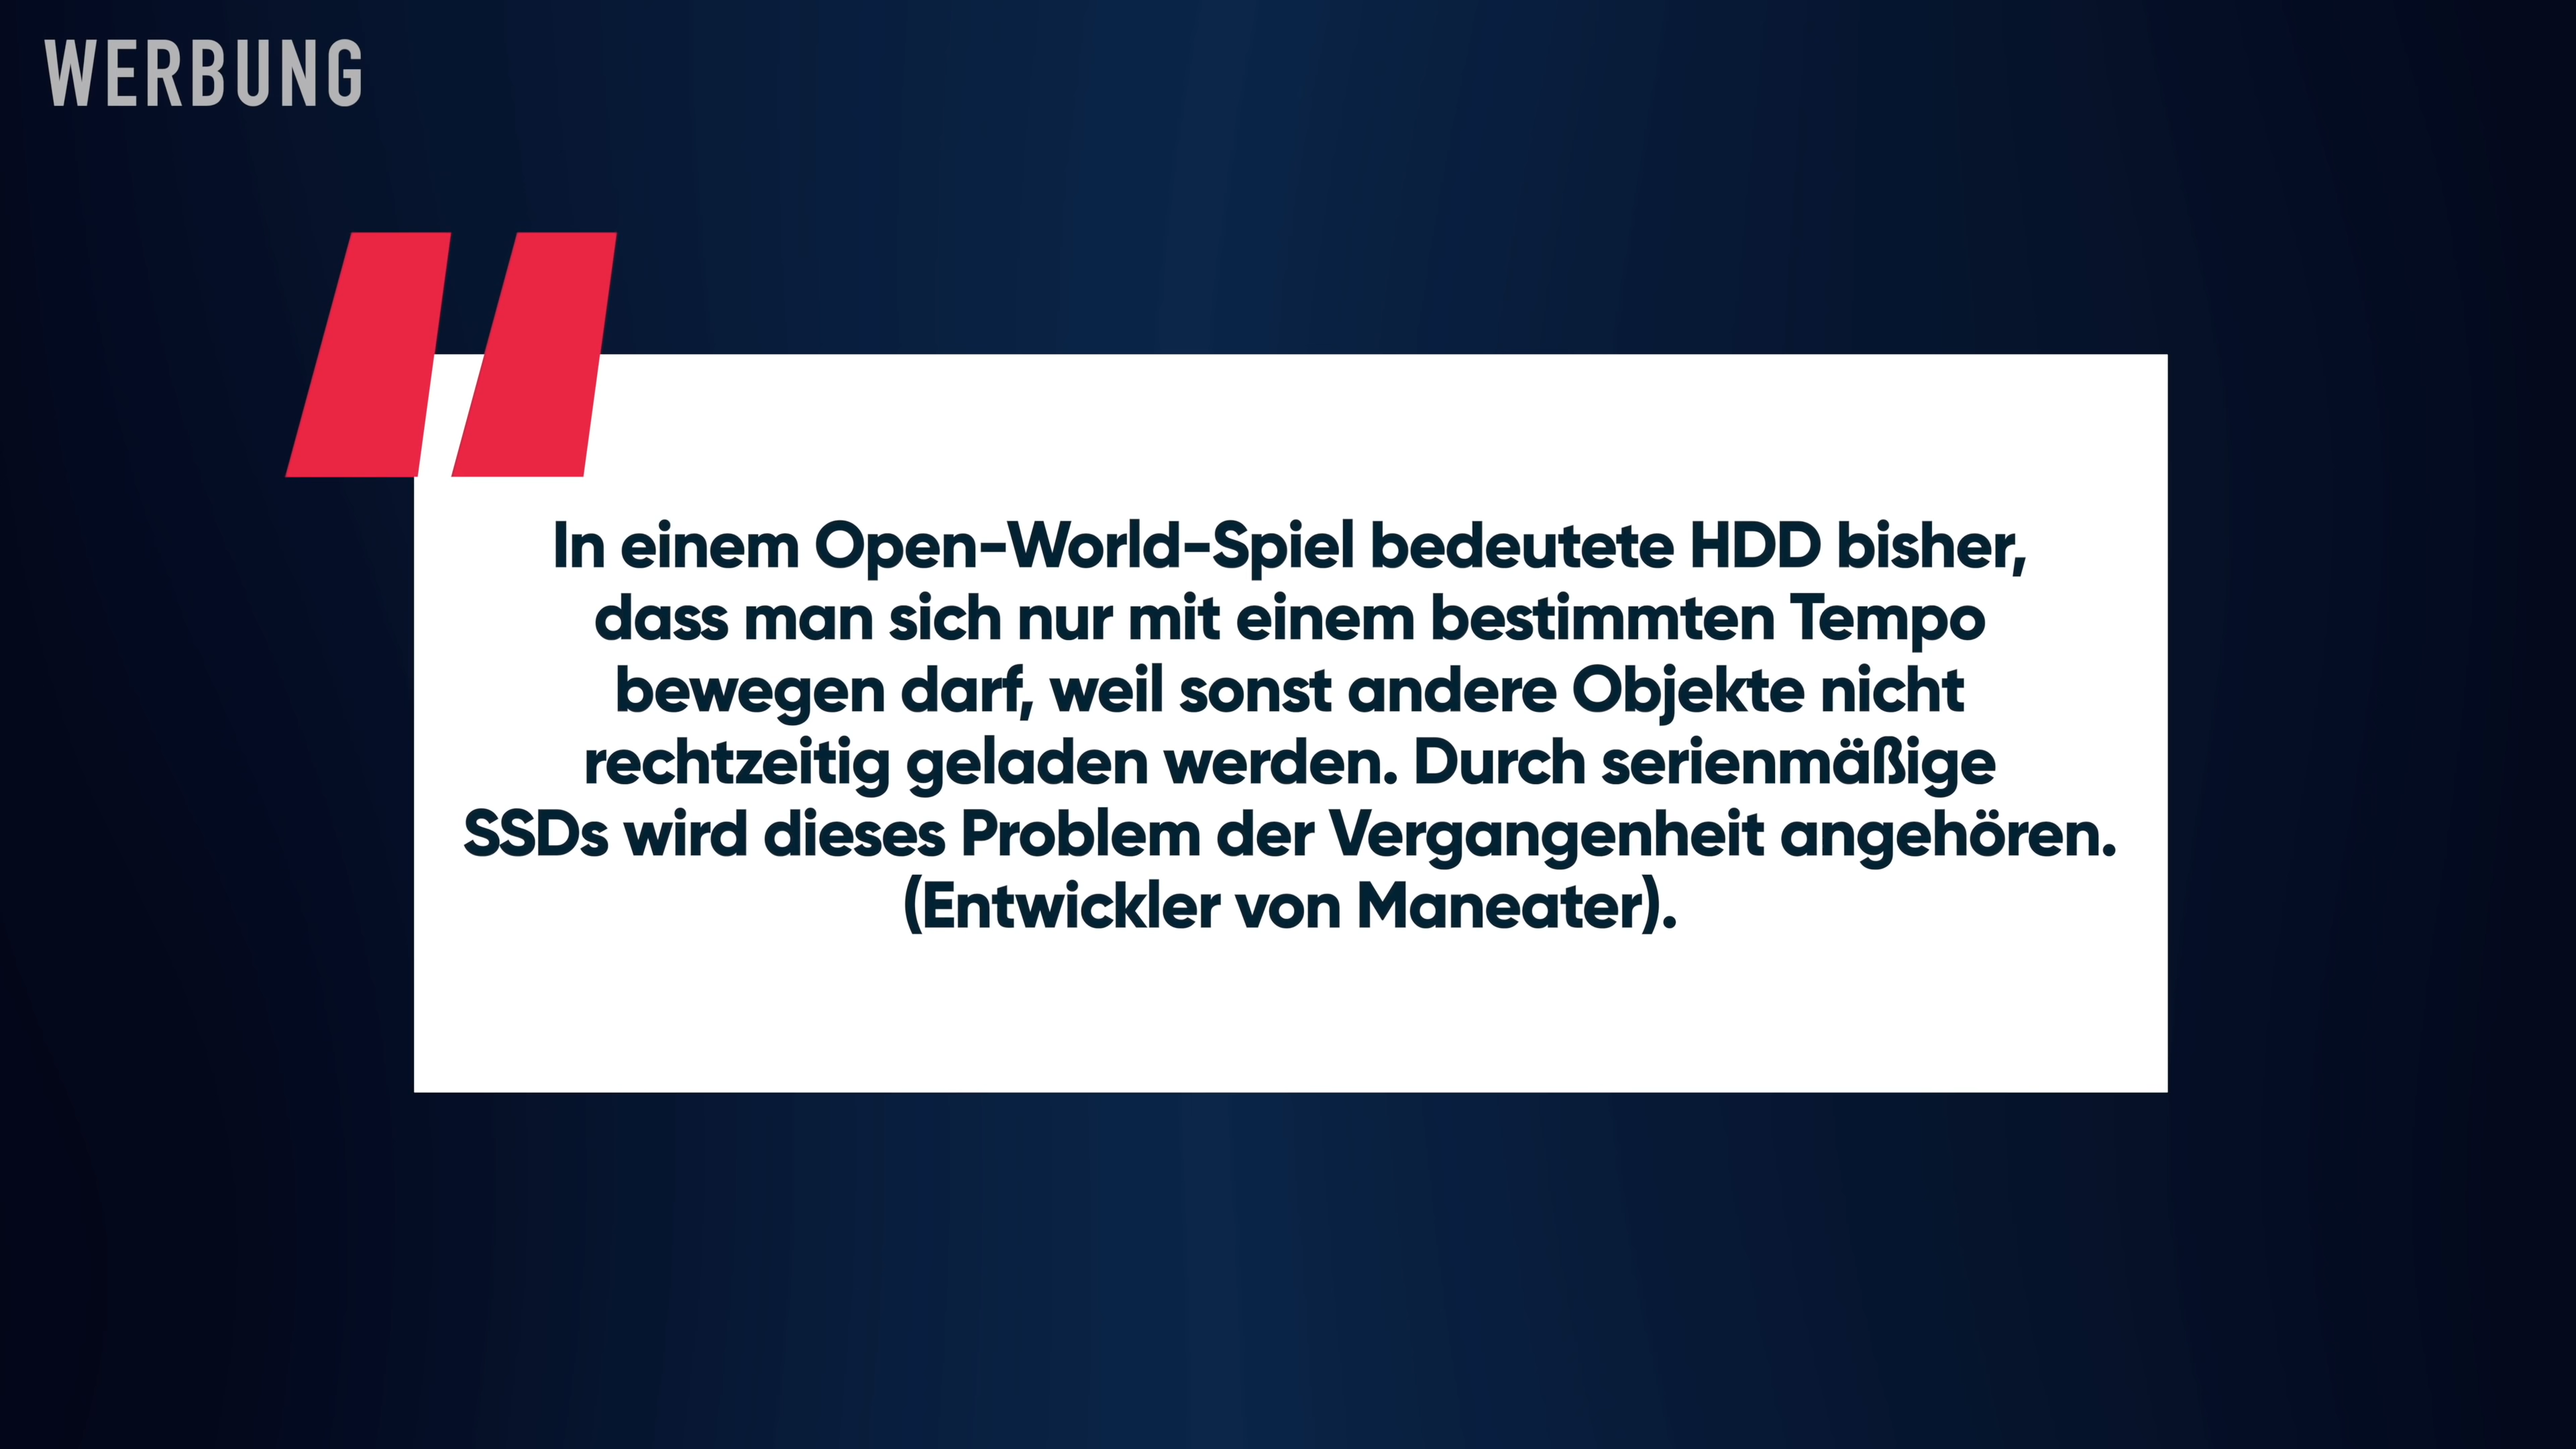 WERBUNG
In einem Open-World-Spiel bedeutete HDD bisher,
dass man sich nur mit einem bestimmten Tempo
bewegen darf, weil sonst andere Objekte nicht
rechtzeitig geladen werden. Durch serienmäßige
SSDs wird dieses Problem der Vergangenheit angehören.
(Entwickler von Maneater).